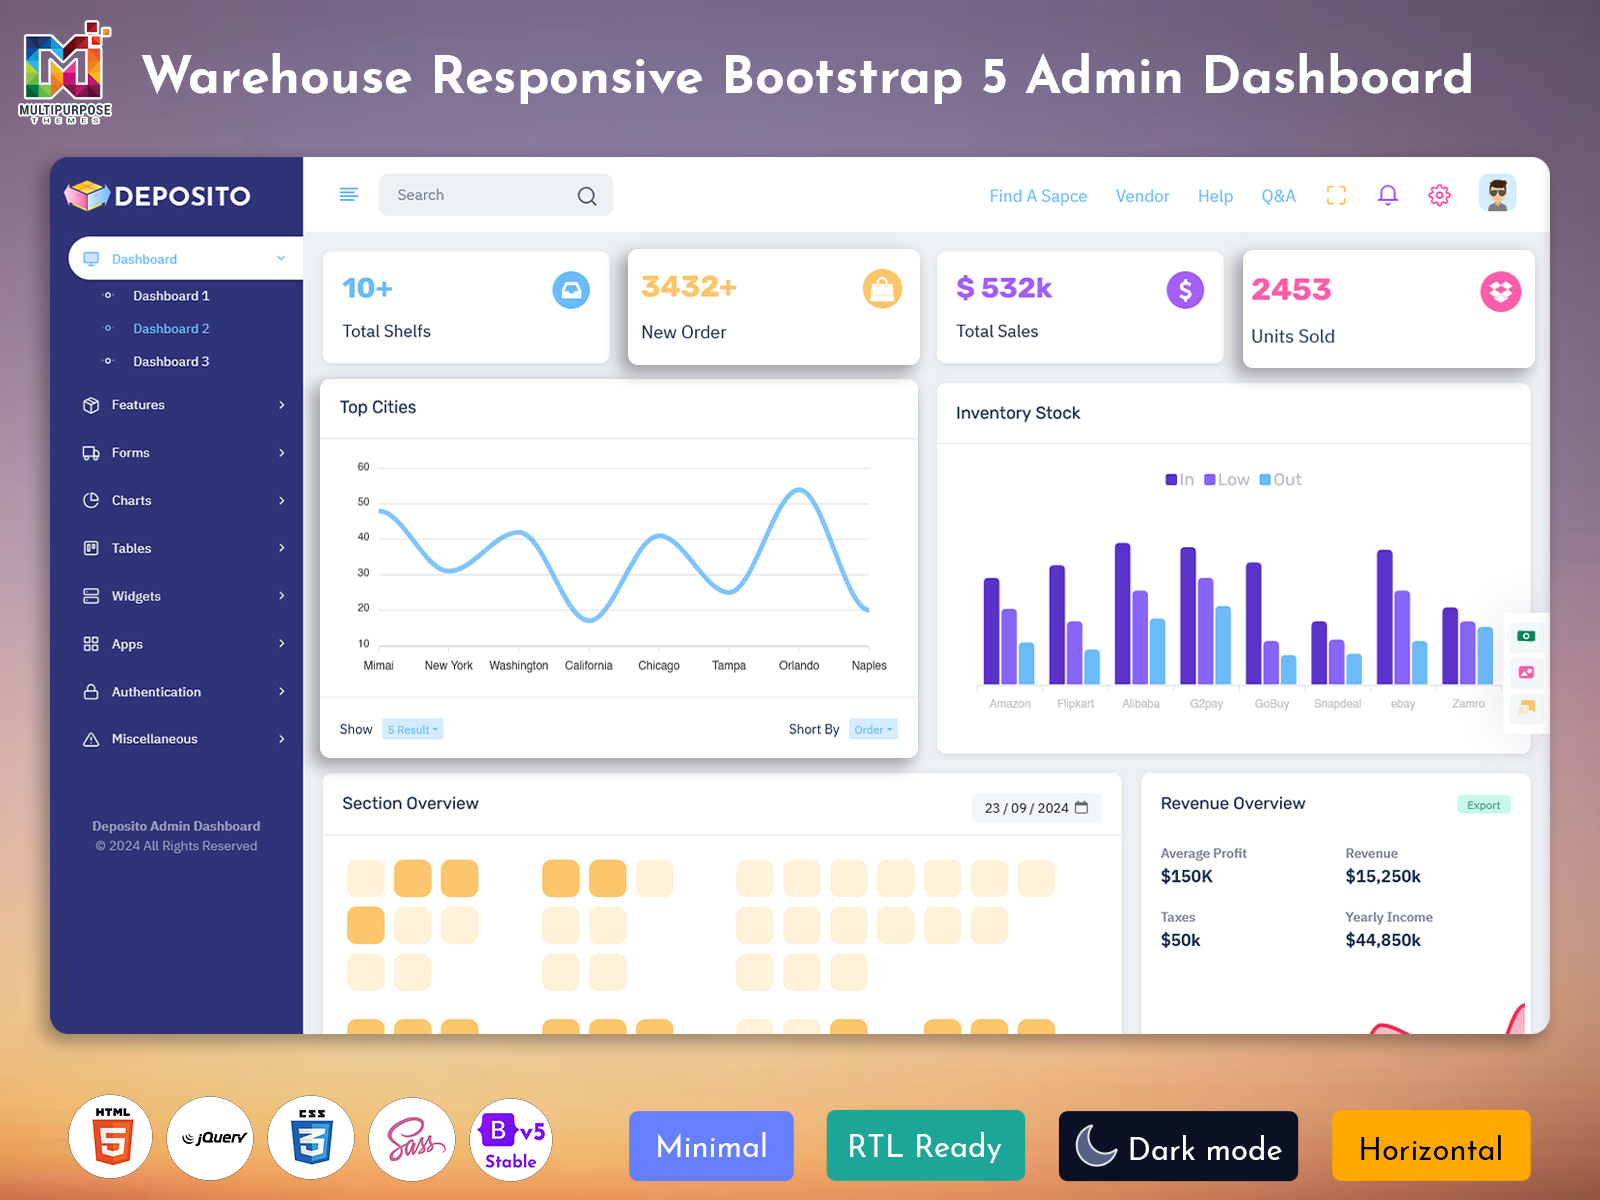 MULTIPURPOSE
THEMES
Warehouse Responsive Bootstrap 5 Admin Dashboard
DEPOSITO
Search
Find A Sapce
Vendor
Help
Q&A
Dashboard
Dashboard 1
Dashboard 2
Dashboard 3
Features
Forms
Charts
Tables
Widgets
Apps
Authentication
Miscellaneous
Deposito Admin Dashboard
© 2024 All Rights Reserved
10+
Total Shelfs
3432+
New Order
$ 532k
Total Sales
2453
Units Sold
Top Cities
60
50
40
30
20
10
Mimai New York Washington California Chicago Tampa Orlando Naples
Show 5 Result
Short By Order
Inventory Stock
In Low Out
Amazon Flipkart Alibaba G2pay GoBuy Snapdeal ebay Zamro
Section Overview
23 / 09 / 2024
Revenue Overview
Export
Average Profit
$150K
Revenue
$15,250k
Taxes
$50k
Yearly Income
$44,850k
HTML
5
jQuery
CSS
3
Sass
B v5
Stable
Minimal
RTL Ready
Dark mode
Horizontal